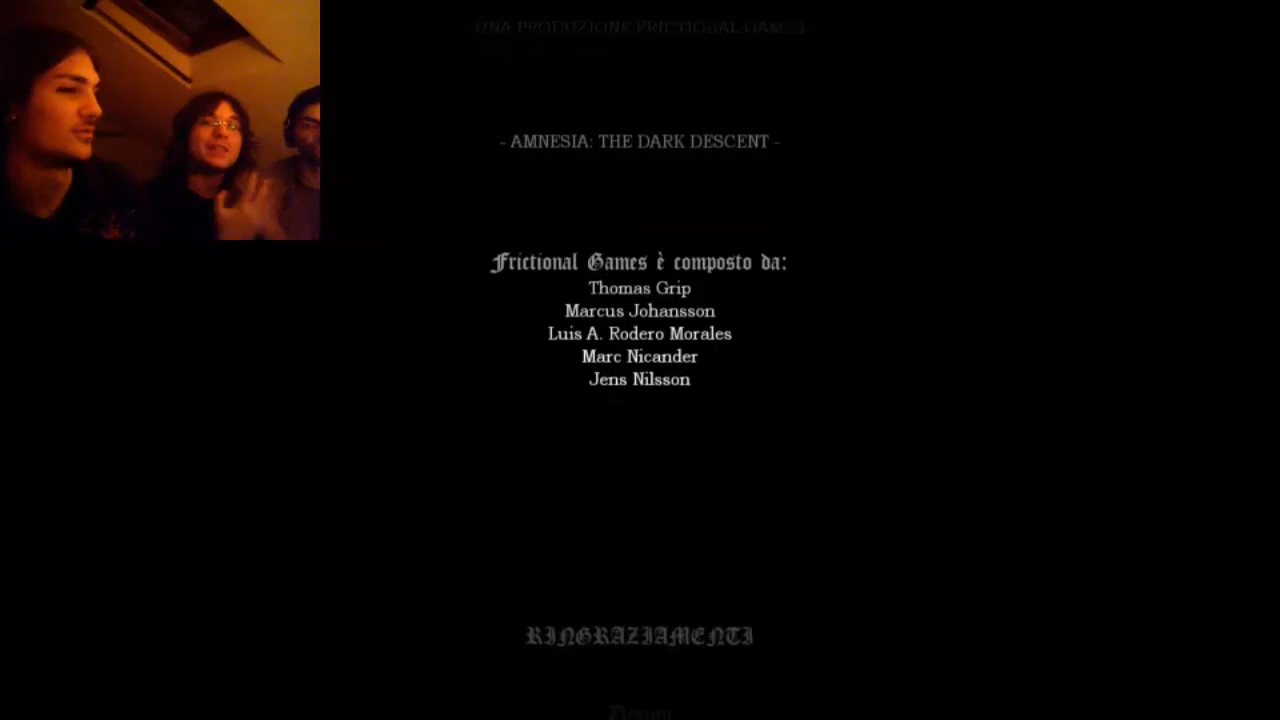 UNA PRODUZIONE FRICTIONAL GAMES
- AMNESIA: THE DARK DESCENT -
Frictional Games è composto da:
Thomas Grip
Marcus Johansson
Luis A. Rodero Morales
Marc Nicander
Jens Nilsson
RINGRAZIAMENTI
Design